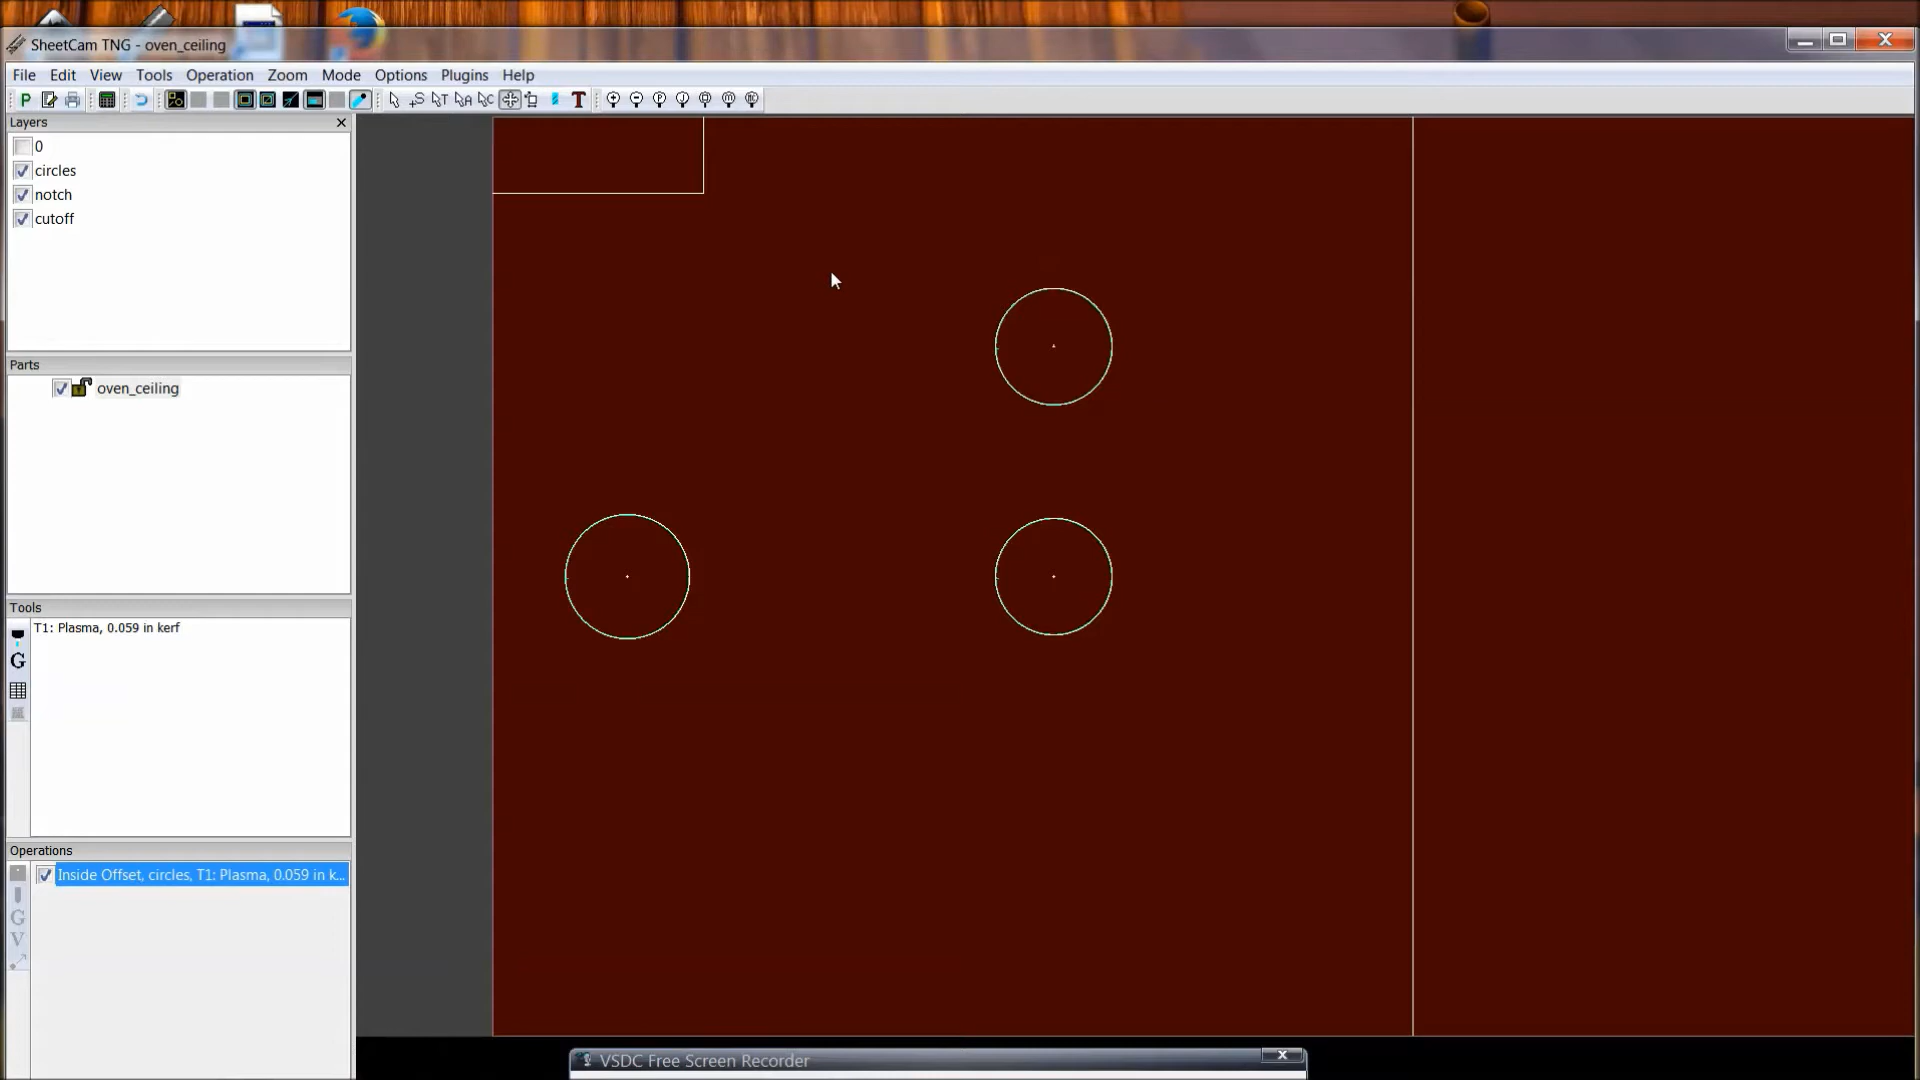 SheetCam TNG - oven_ceiling
File Edit View Tools Operation Zoom Mode Options Plugins Help
Layers
0
circles
notch
cutoff
Parts
oven_ceiling
Tools
T1: Plasma, 0.059 in kerf
Operations
Inside Offset, circles, T1: Plasma, 0.059 in k...
VSDC Free Screen Recorder